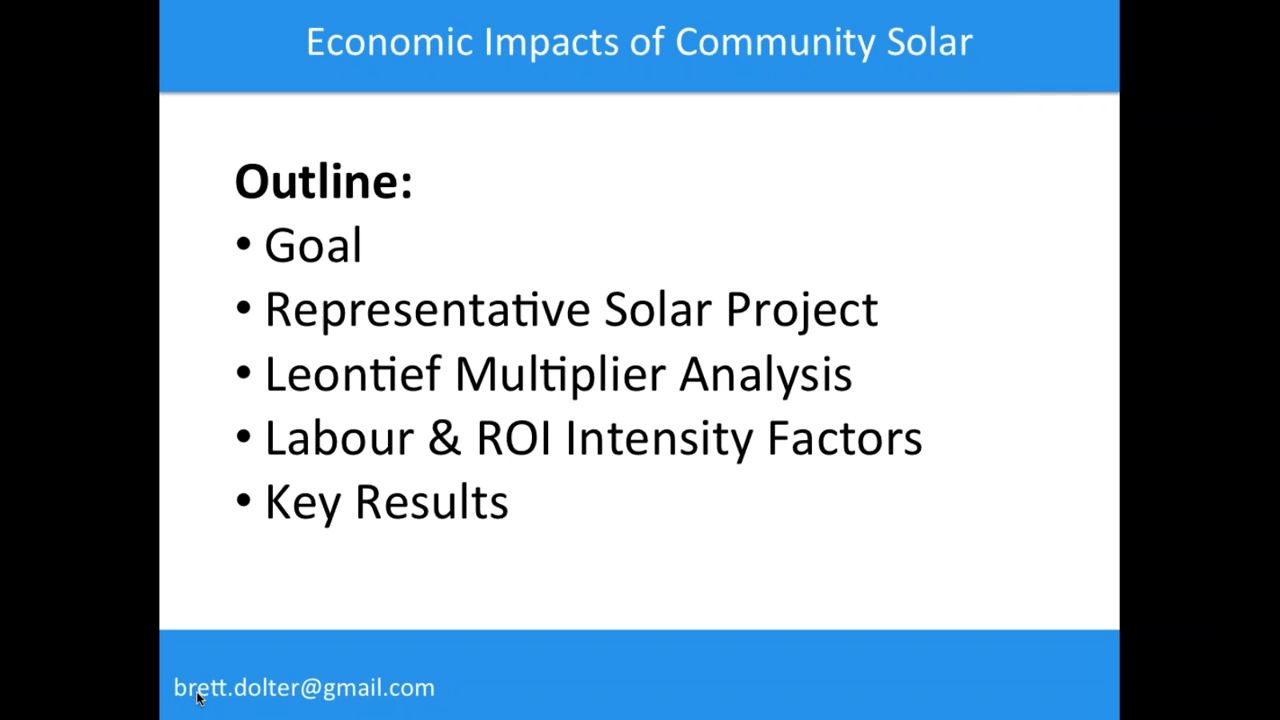 Economic Impacts of Community Solar
Outline:
• Goal
• Representative Solar Project
• Leontief Multiplier Analysis
• Labour & ROI Intensity Factors
• Key Results
brett.dolter@gmail.com